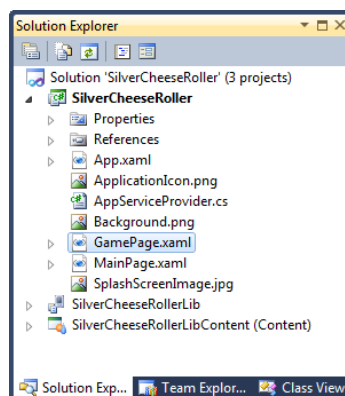 Solution Explorer
Solution 'SilverCheeseRoller' (3 projects)
SilverCheeseRoller
Properties
References
App.xaml
ApplicationIcon.png
AppServiceProvider.cs
Background.png
GamePage.xaml
MainPage.xaml
SplashScreenImage.jpg
SilverCheeseRollerLib
SilverCheeseRollerLibContent (Content)
Solution Exp... Team Explor... Class View